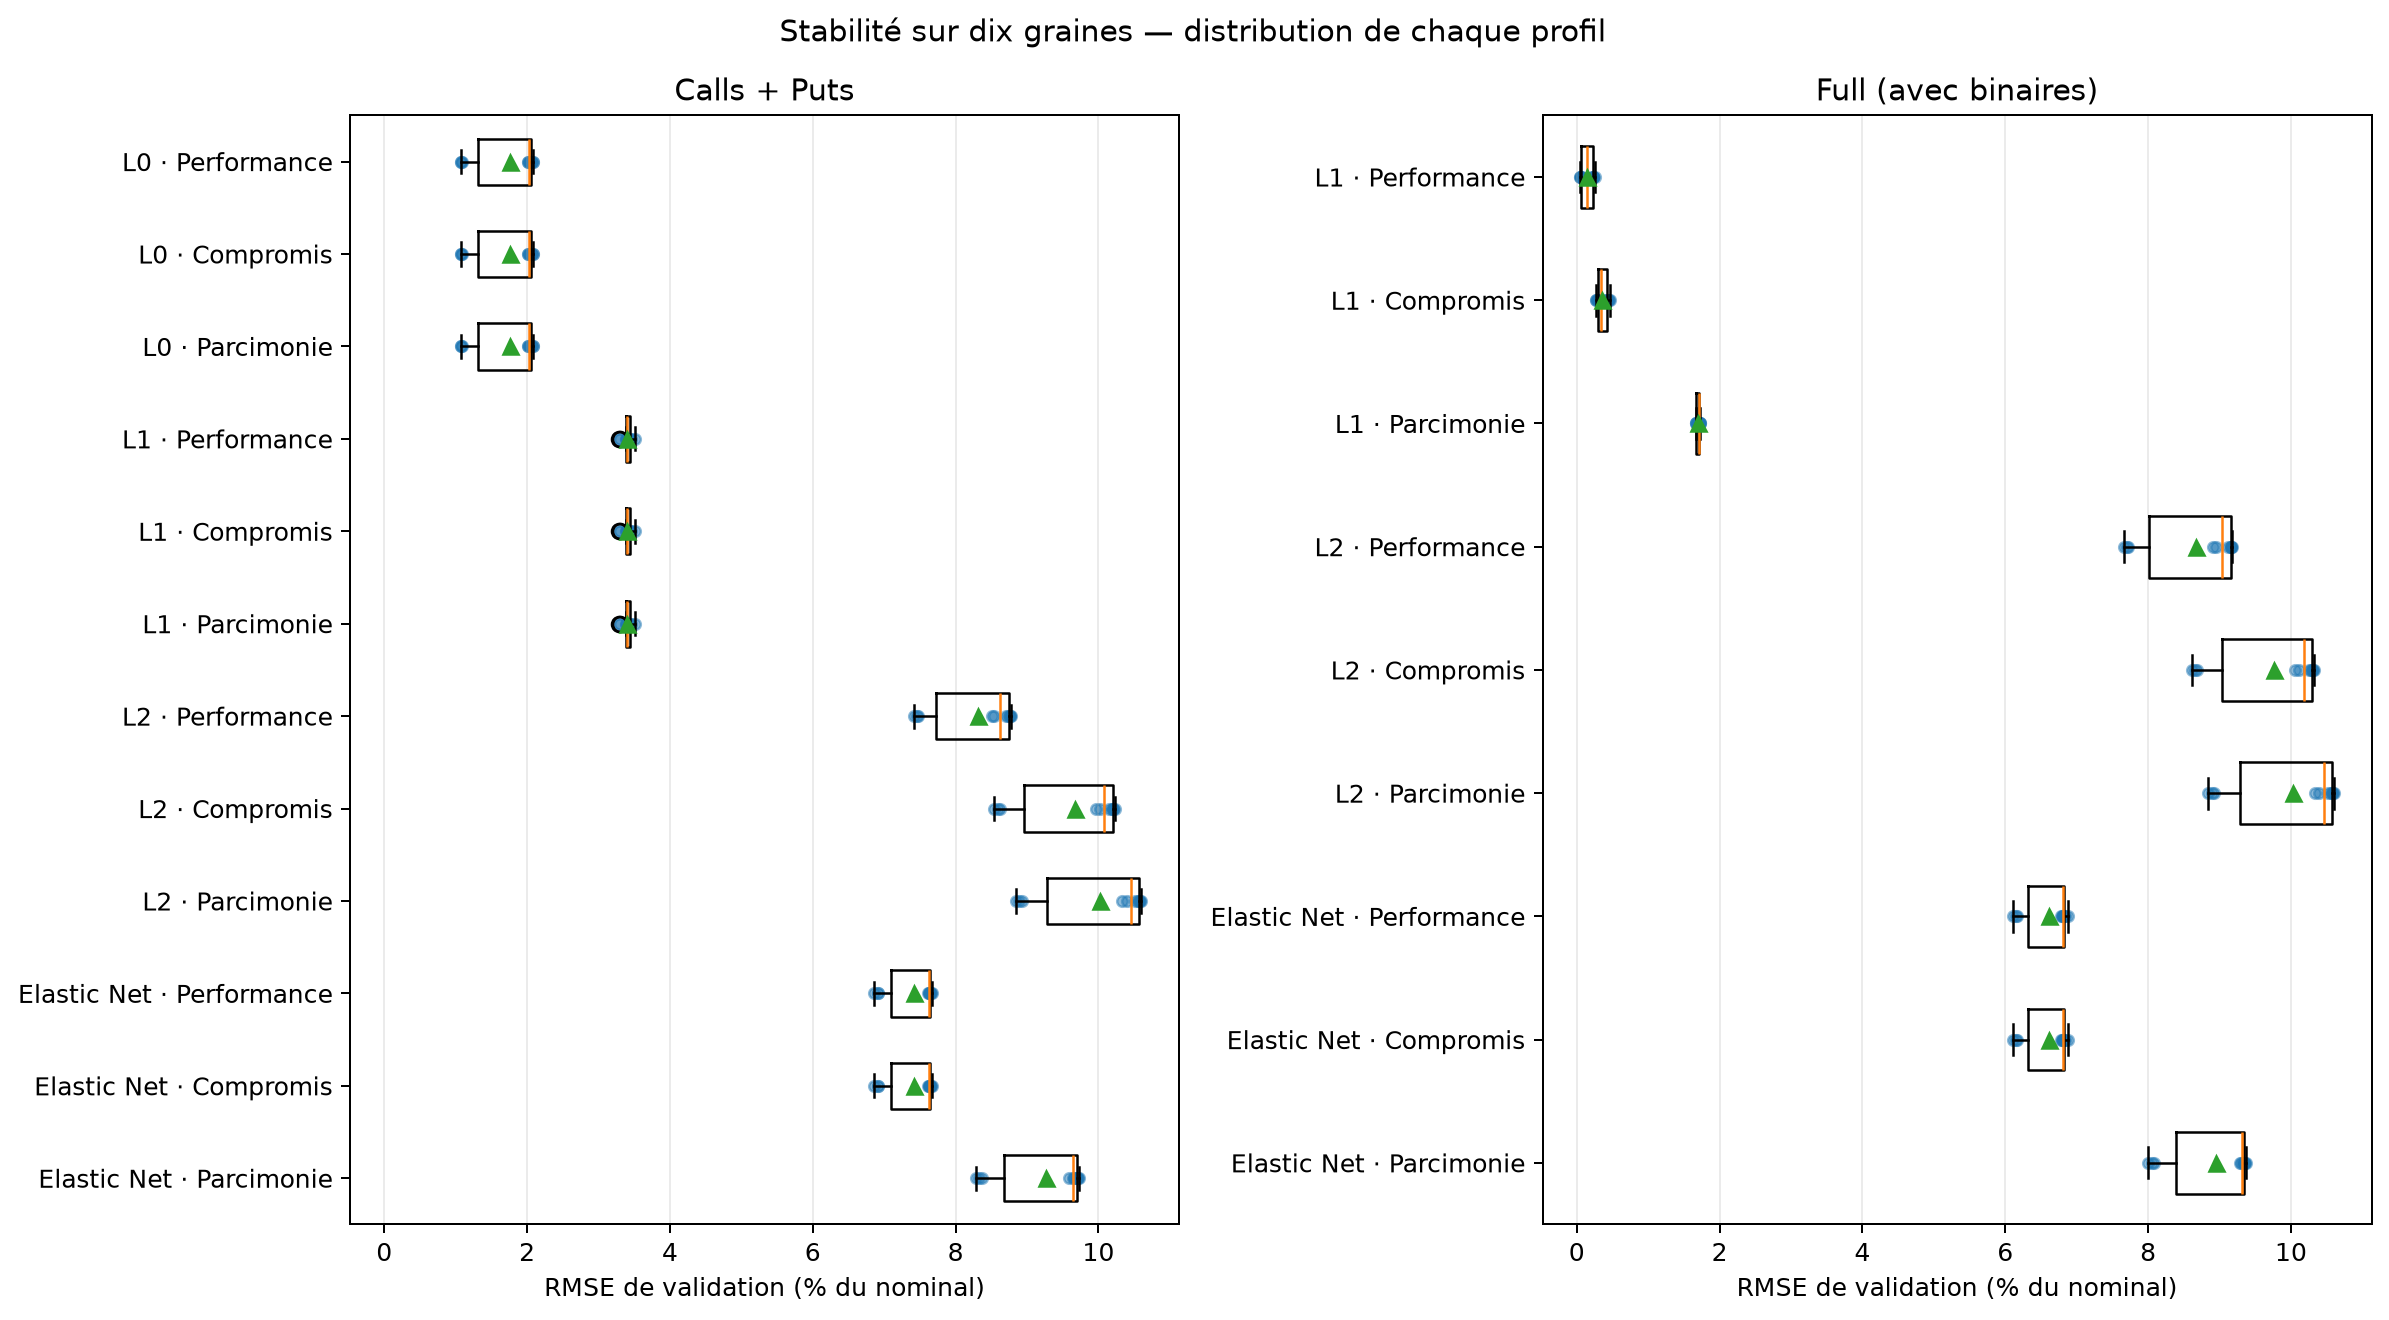 Stabilité sur dix graines — distribution de chaque profil
Calls + Puts
L0 · Performance
L0 · Compromis
L0 · Parcimonie
L1 · Performance
L1 · Compromis
L1 · Parcimonie
L2 · Performance
L2 · Compromis
L2 · Parcimonie
Elastic Net · Performance
Elastic Net · Compromis
Elastic Net · Parcimonie
0 2 4 6 8 10
RMSE de validation (% du nominal)
Full (avec binaires)
L1 · Performance
L1 · Compromis
L1 · Parcimonie
L2 · Performance
L2 · Compromis
L2 · Parcimonie
Elastic Net · Performance
Elastic Net · Compromis
Elastic Net · Parcimonie
0 2 4 6 8 10
RMSE de validation (% du nominal)